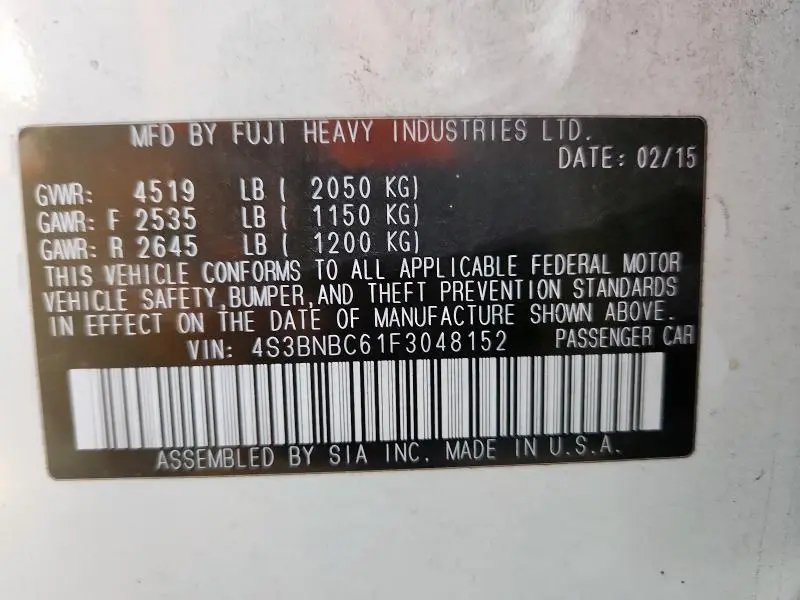 MFD BY FUJI HEAVY INDUSTRIES LTD.
DATE: 02/15
GVWR: 4519 LB ( 2050 KG)
GAWR: F 2535 LB ( 1150 KG)
GAWR: R 2645 LB ( 1200 KG)
THIS VEHICLE CONFORMS TO ALL APPLICABLE FEDERAL MOTOR
VEHICLE SAFETY, BUMPER, AND THEFT PREVENTION STANDARDS
IN EFFECT ON THE DATE OF MANUFACTURE SHOWN ABOVE.
VIN: 4S3BNBC61F3048152 PASSENGER CAR
ASSEMBLED BY SIA INC. MADE IN U.S.A.